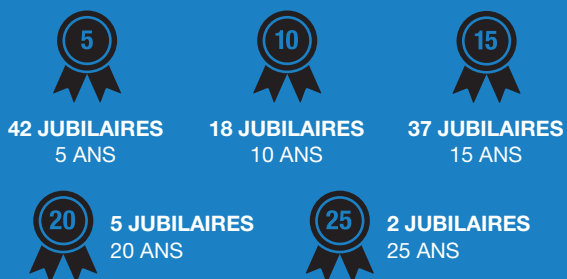 5
42 JUBILAIRES
5 ANS
10
18 JUBILAIRES
10 ANS
15
37 JUBILAIRES
15 ANS
20
5 JUBILAIRES
20 ANS
25
2 JUBILAIRES
25 ANS